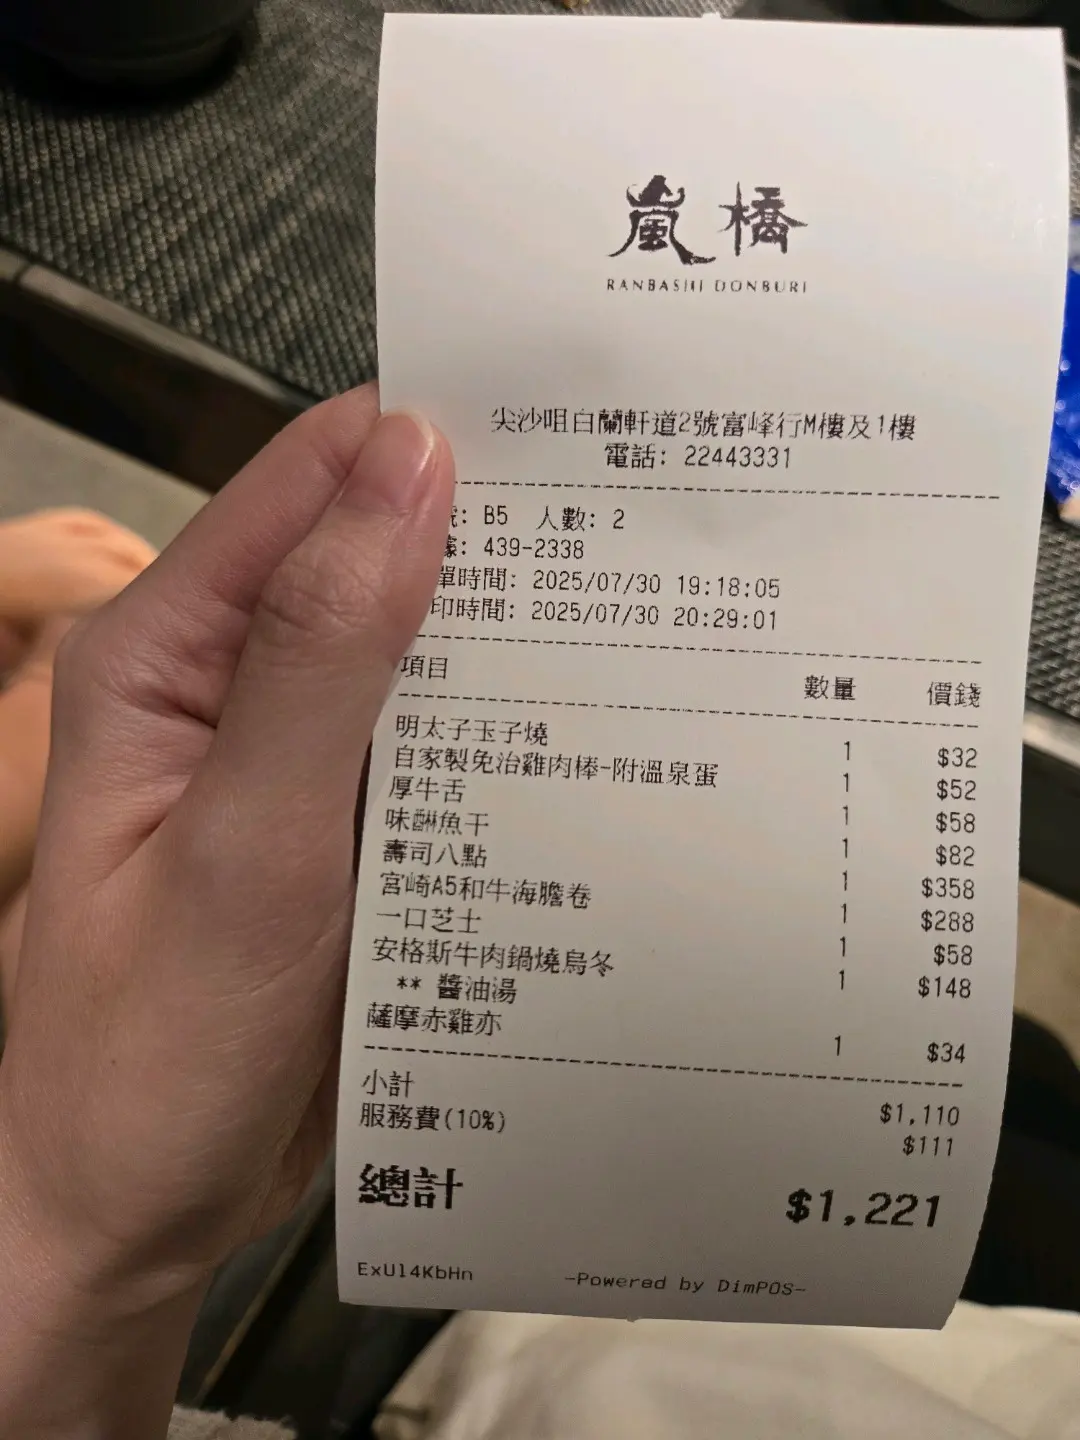 嵐橋
RANBASHI DONBURI
尖沙咀白蘭軒道2號富峰行M樓及1樓
電話: 22443331
號: B5 人數: 2
據: 439-2338
單時間: 2025/07/30 19:18:05
印時間: 2025/07/30 20:29:01
項目 數量 價錢
明太子玉子燒 1 $32
自家製免治雞肉棒-附溫泉蛋 1 $52
厚牛舌 1 $58
味醂魚干 1 $82
壽司八點 1 $358
宮崎A5和牛海膽卷 1 $288
一口芝士 1 $58
安格斯牛肉鍋燒烏冬 1 $148
** 醬油湯
薩摩赤雞亦 1 $34
小計 $1,110
服務費(10%) $111
總計 $1,221
ExUl4KbHn -Powered by DimPOS-